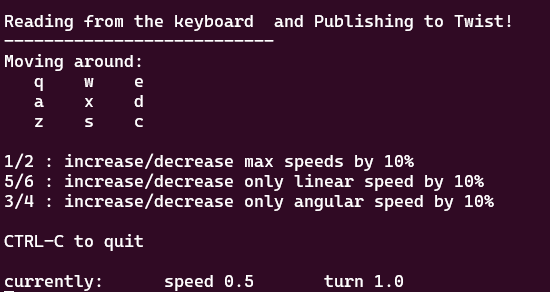 Reading from the keyboard  and Publishing to Twist!
---------------------------
Moving around:
   q    w    e
   a    x    d
   z    s    c

1/2 : increase/decrease max speeds by 10%
5/6 : increase/decrease only linear speed by 10%
3/4 : increase/decrease only angular speed by 10%

CTRL-C to quit

currently:      speed 0.5       turn 1.0